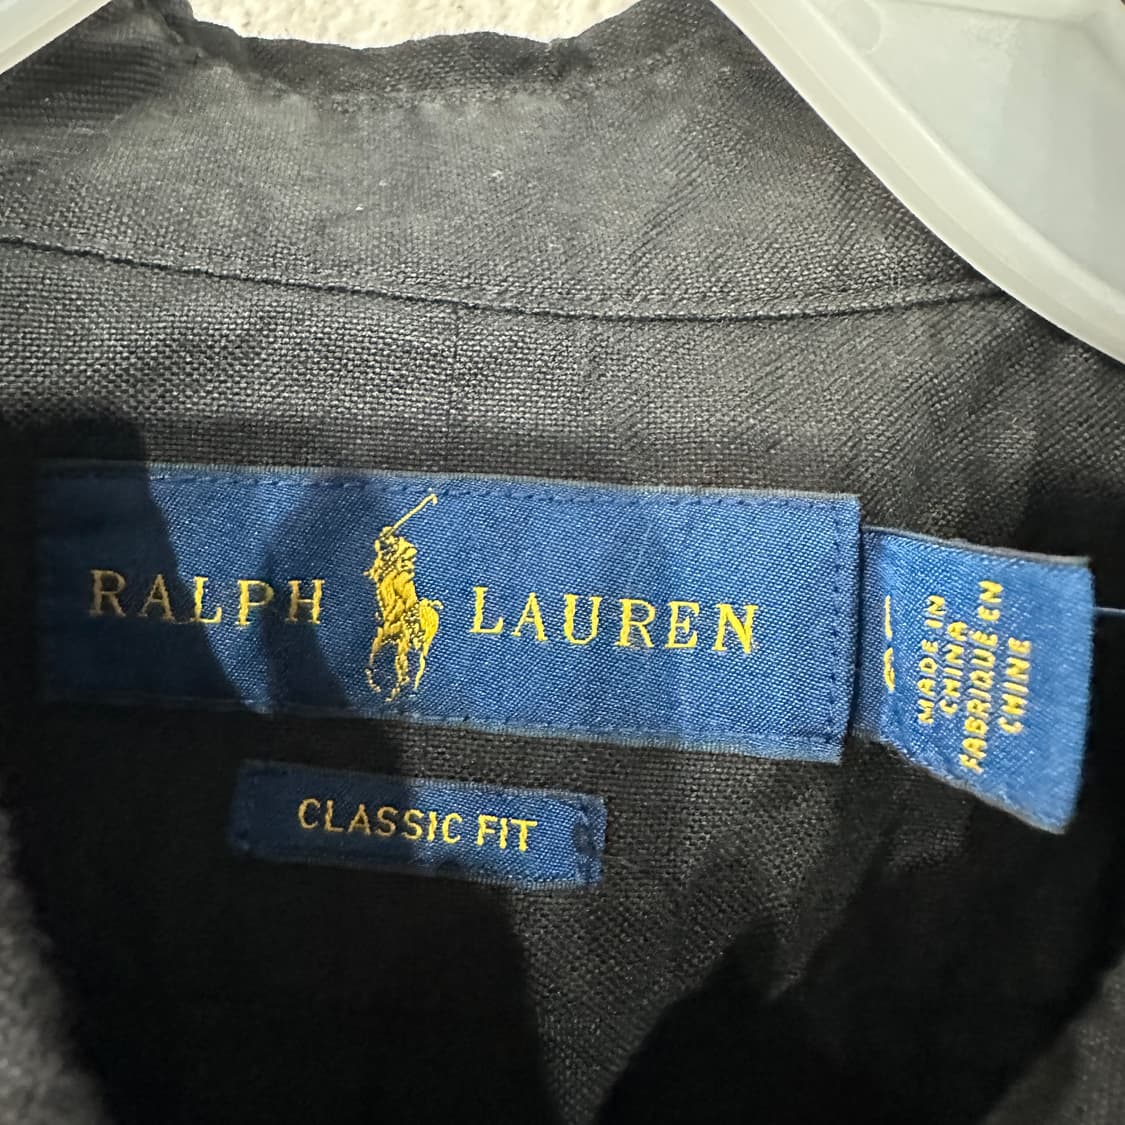 RALPH LAUREN
CLASSIC FIT
MADE IN
CHINA
FABRIQUÉ EN
CHINE